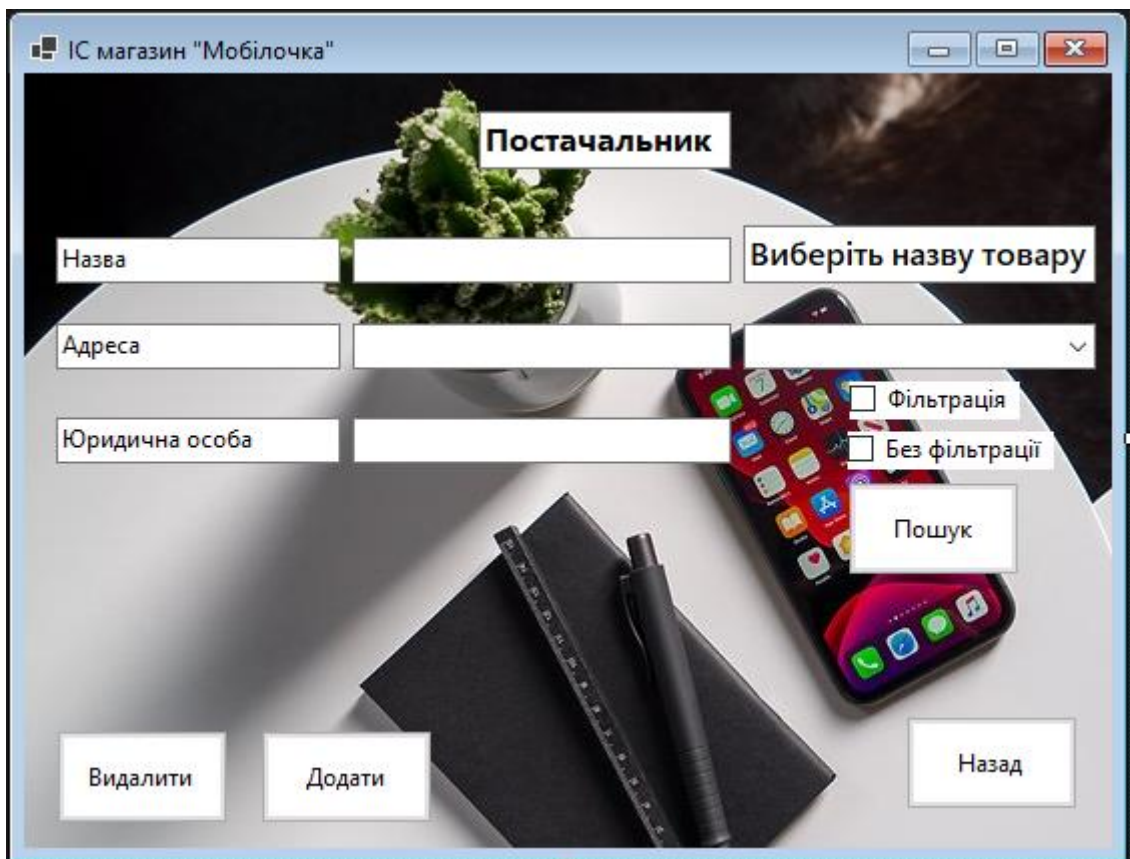 ІС магазин "Мобілочка"
Постачальник
Назва
Виберіть назву товару
Адреса
Фільтрація
Юридична особа
Без фільтрації
Пошук
Видалити
Додати
Назад